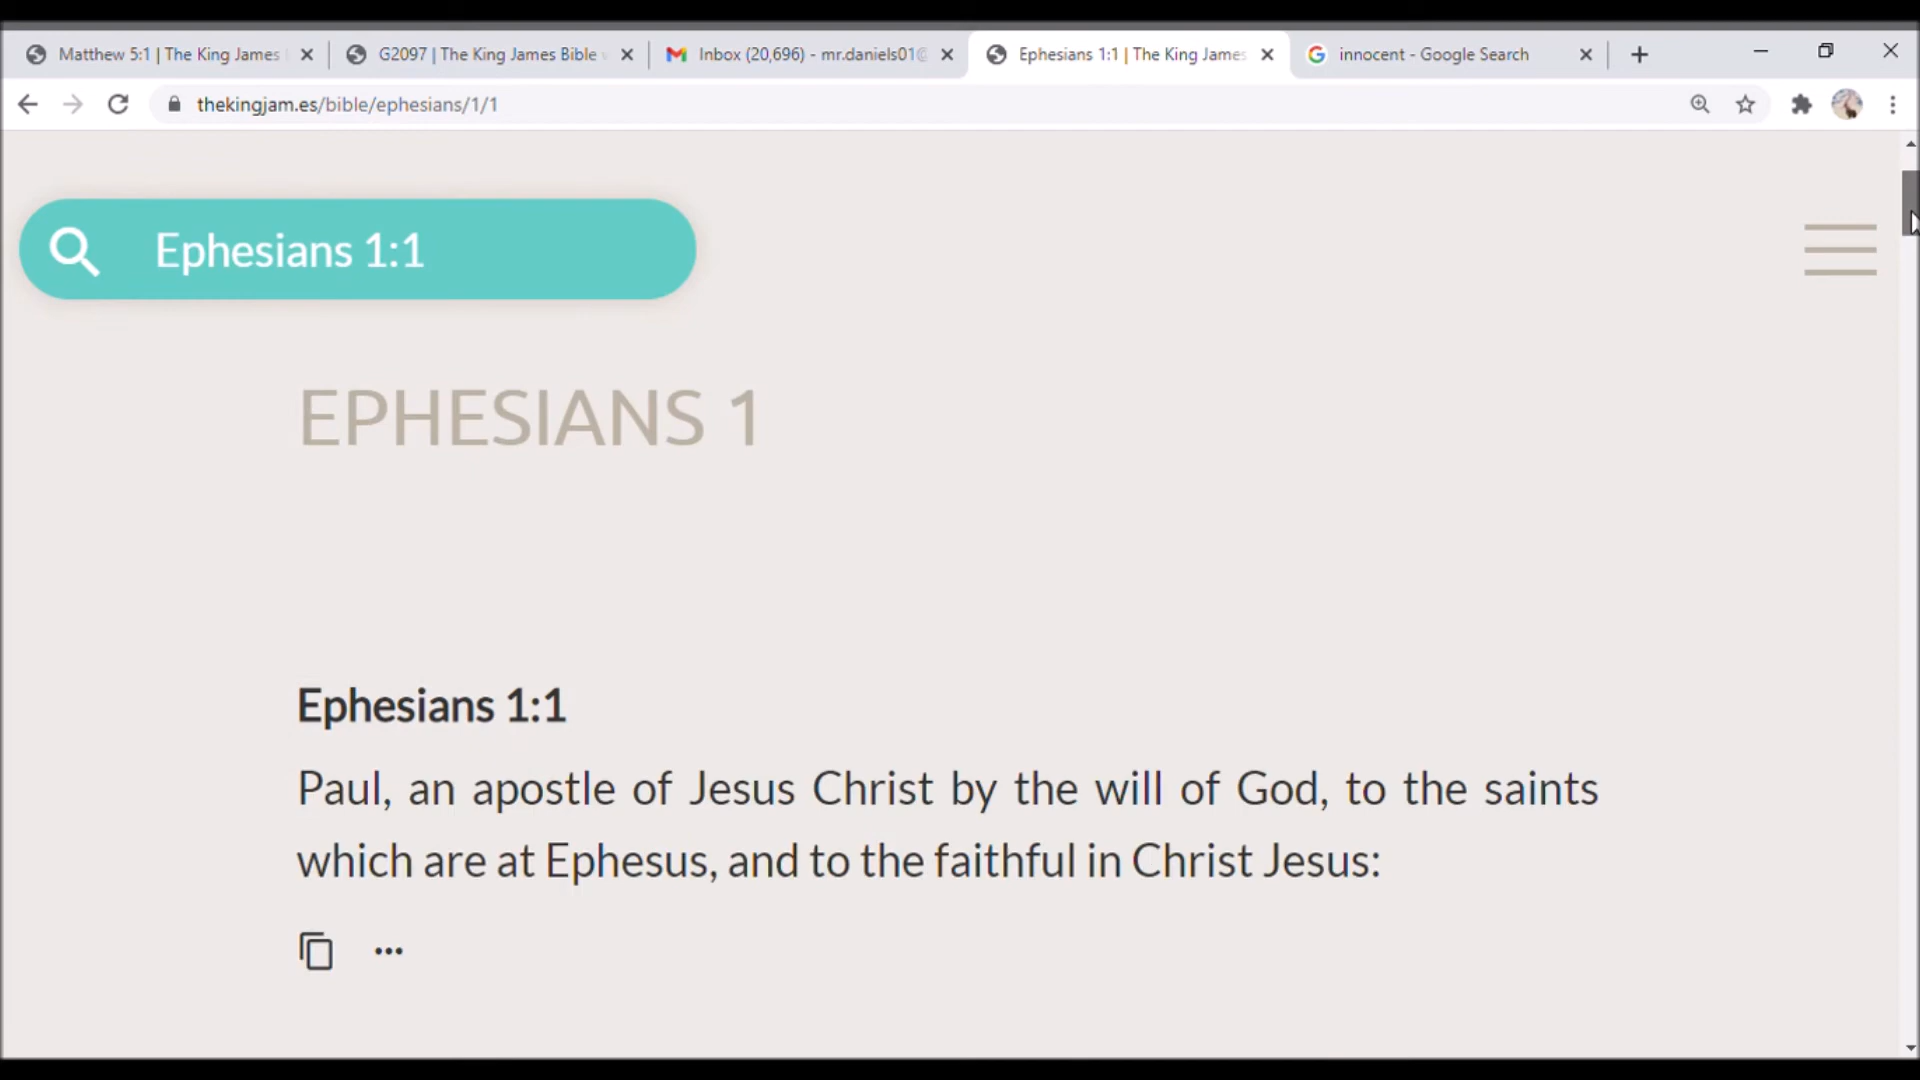 Matthew 5:1 | The King James
G2097 | The King James Bible
Inbox (20,696) - mr.daniels01@
Ephesians 1:1 | The King James
innocent - Google Search
thekingjam.es/bible/ephesians/1/1
Ephesians 1:1
EPHESIANS 1
Ephesians 1:1
Paul, an apostle of Jesus Christ by the will of God, to the saints
which are at Ephesus, and to the faithful in Christ Jesus: